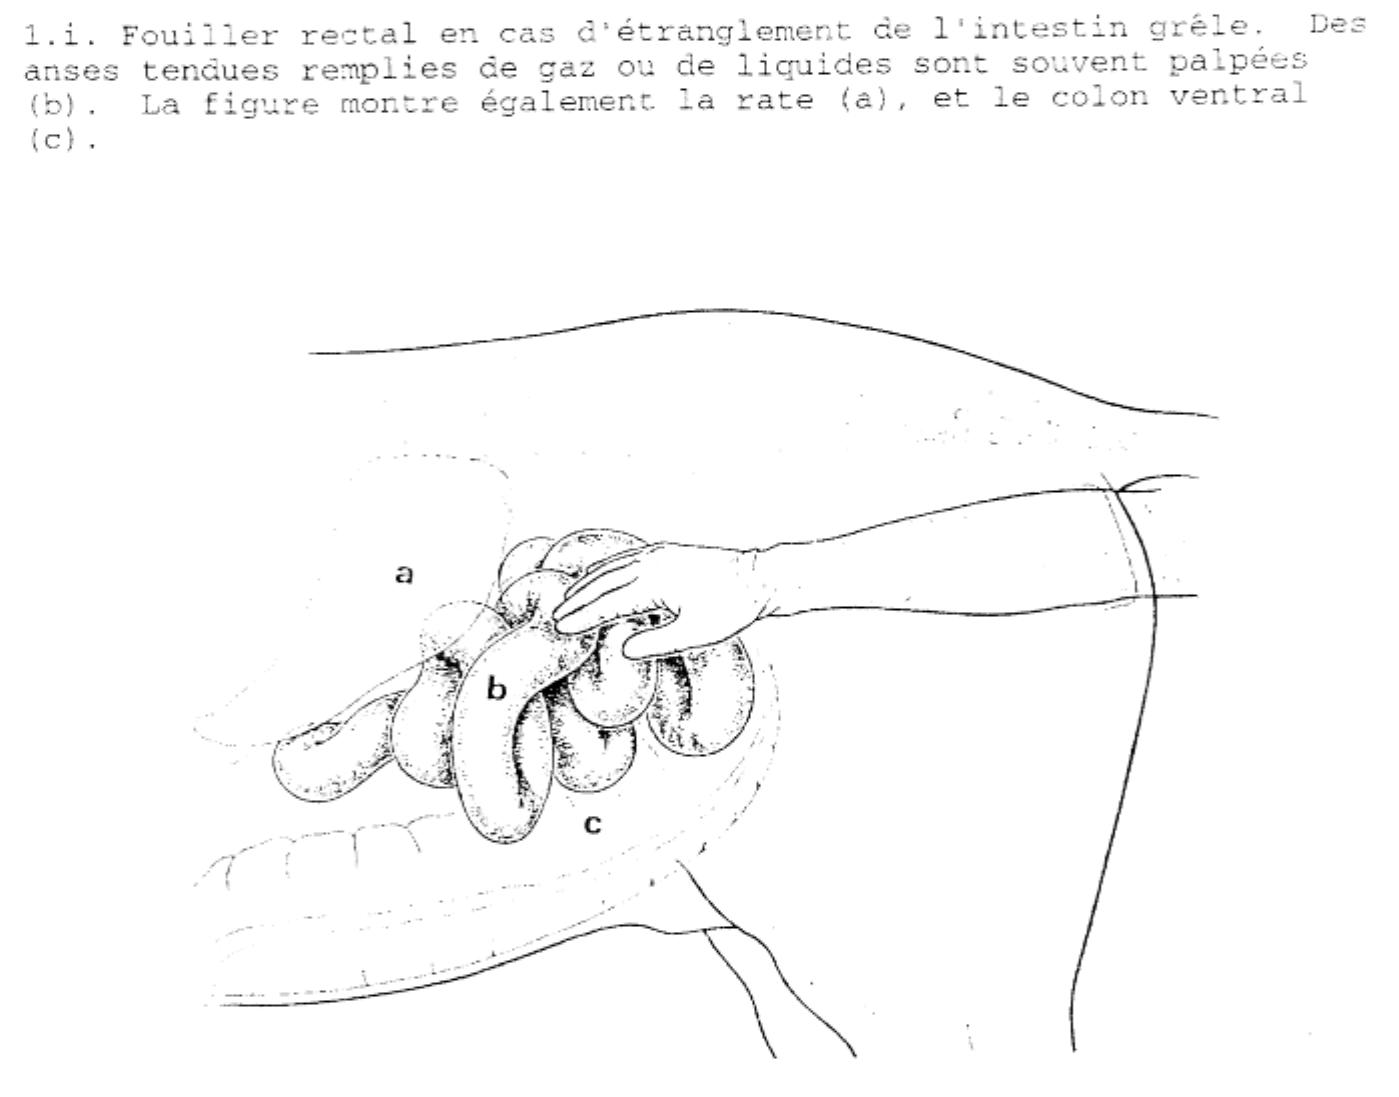 1.i. Fouiller rectal en cas d'étranglement de l'intestin grêle. Des
anses tendues remplies de gaz ou de liquides sont souvent palpées
(b). La figure montre également la rate (a), et le colon ventral
(c).
a
b
c